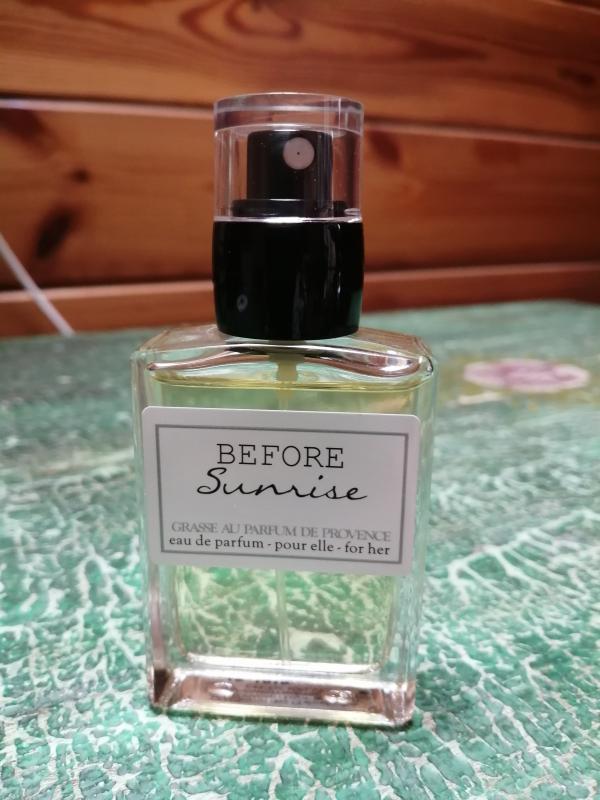 BEFORE
Sunrise
GRASSE AU PARFUM DE PROVENCE
eau de parfum - pour elle - for her